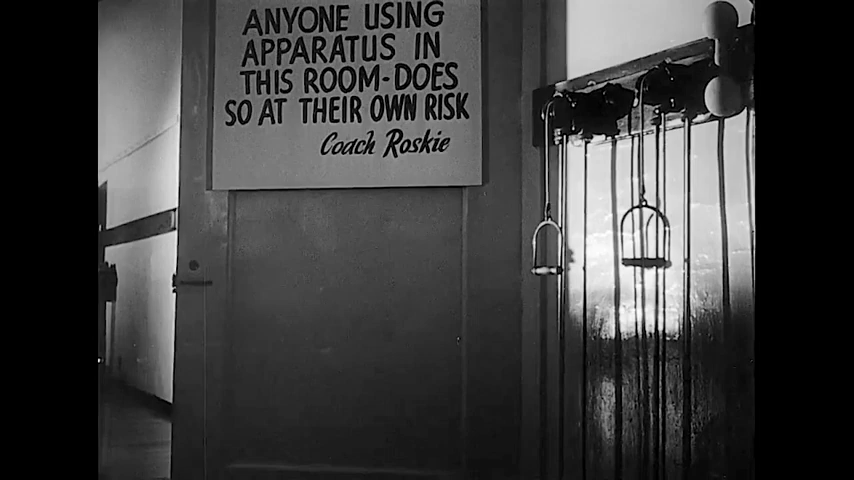 ANYONE USING
APPARATUS IN
THIS ROOM-DOES
SO AT THEIR OWN RISK
Coach Roskie